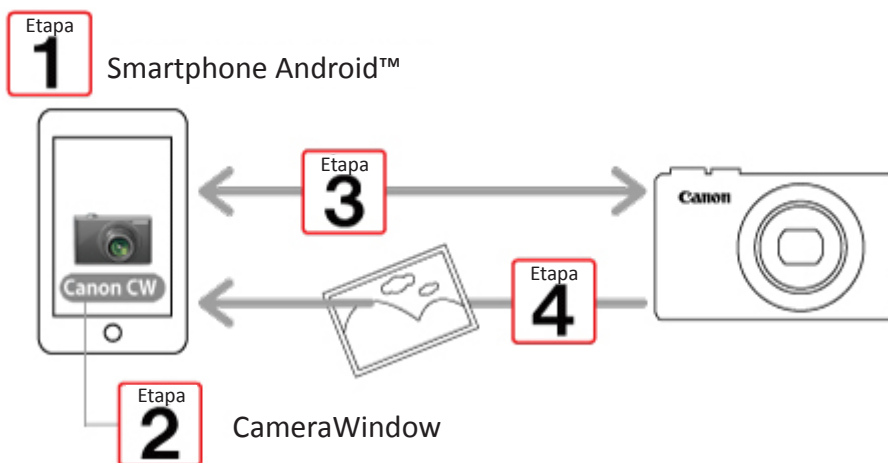 Etapa
1
Smartphone Android™
Etapa
3
Canon
Canon CW
Etapa
4
Etapa
2
CameraWindow